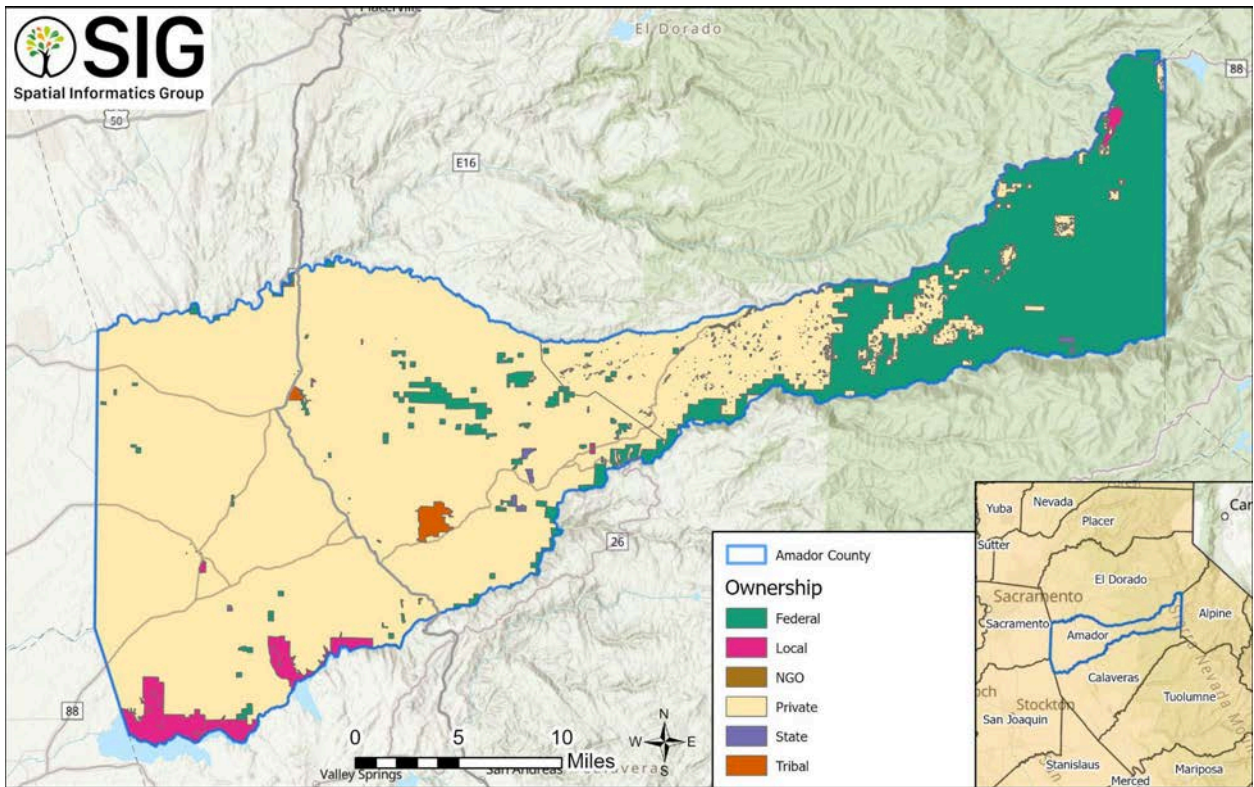 Placerville
El Dorado
SIG
Spatial Informatics Group
50
88
E16
26
88
Valley Springs
San Andreas
Calaveras
0 5 10
Miles
N
W E
S
Amador County
Ownership
Federal
Local
NGO
Private
State
Tribal
Yuba
Nevada
Placer
Car
Sutter
El Dorado
Sacramento
Sacramento
Alpine
Amador
Calaveras
Stockton
San Joaquin
Tuolumne
Stanislaus
Merced
Mariposa